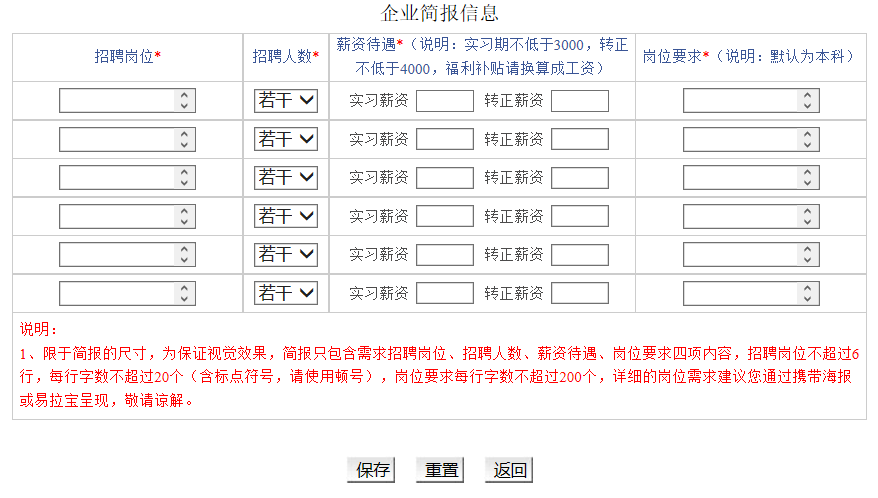 企业简报信息
招聘岗位*
招聘人数*
薪资待遇*（说明：实习期不低于3000，转正
不低于4000，福利补贴请换算成工资）
岗位要求*（说明：默认为本科）
若干 实习薪资 转正薪资
若干 实习薪资 转正薪资
若干 实习薪资 转正薪资
若干 实习薪资 转正薪资
若干 实习薪资 转正薪资
若干 实习薪资 转正薪资
说明：
1、限于简报的尺寸，为保证视觉效果，简报只包含需求招聘岗位、招聘人数、薪资待遇、岗位要求四项内容，招聘岗位不超过6
行，每行字数不超过20个（含标点符号，请使用顿号），岗位要求每行字数不超过200个，详细的岗位需求建议您通过携带海报
或易拉宝呈现，敬请谅解。
保存 重置 返回